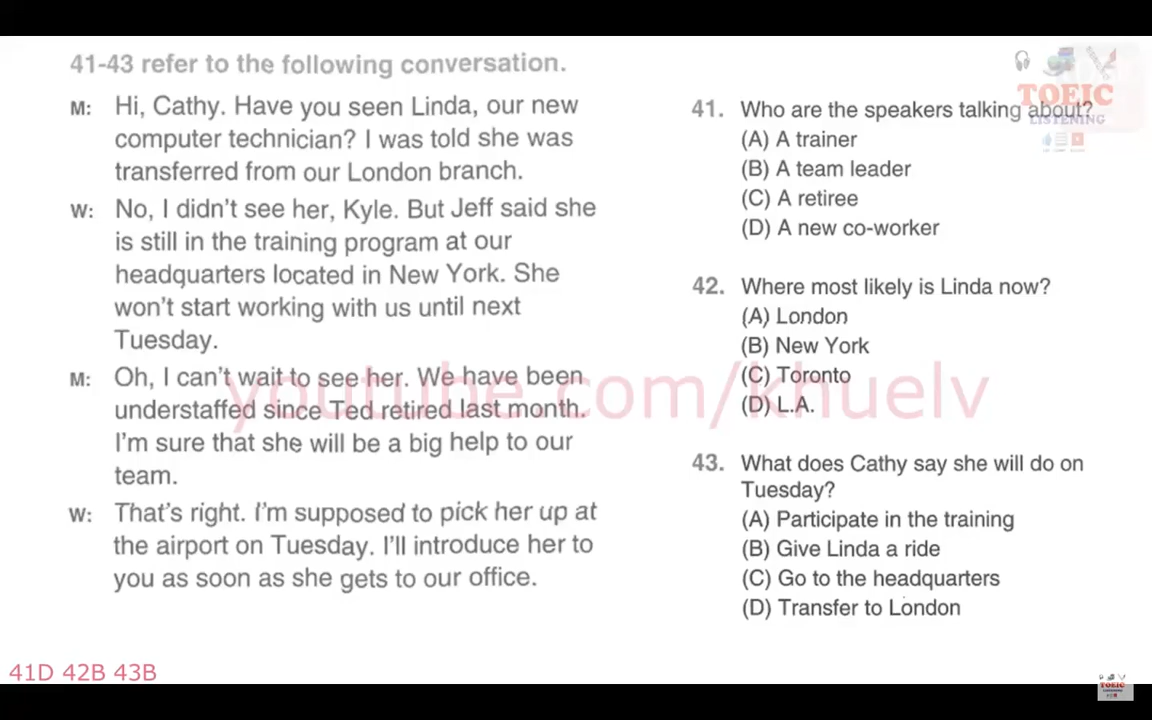 41-43 refer to the following conversation.
M: Hi, Cathy. Have you seen Linda, our new
computer technician? I was told she was
transferred from our London branch.
W: No, I didn't see her, Kyle. But Jeff said she
is still in the training program at our
headquarters located in New York. She
won't start working with us until next
Tuesday.
M: Oh, I can't wait to see her. We have been
understaffed since Ted retired last month.
I'm sure that she will be a big help to our
team.
W: That's right. I'm supposed to pick her up at
the airport on Tuesday. I'll introduce her to
you as soon as she gets to our office.
41. Who are the speakers talking about?
(A) A trainer
(B) A team leader
(C) A retiree
(D) A new co-worker
42. Where most likely is Linda now?
(A) London
(B) New York
(C) Toronto
(D) L.A.
43. What does Cathy say she will do on
Tuesday?
(A) Participate in the training
(B) Give Linda a ride
(C) Go to the headquarters
(D) Transfer to London
TOEIC
LISTENING
youtube.com/khuelv
41D 42B 43B
TOEIC
LISTENING